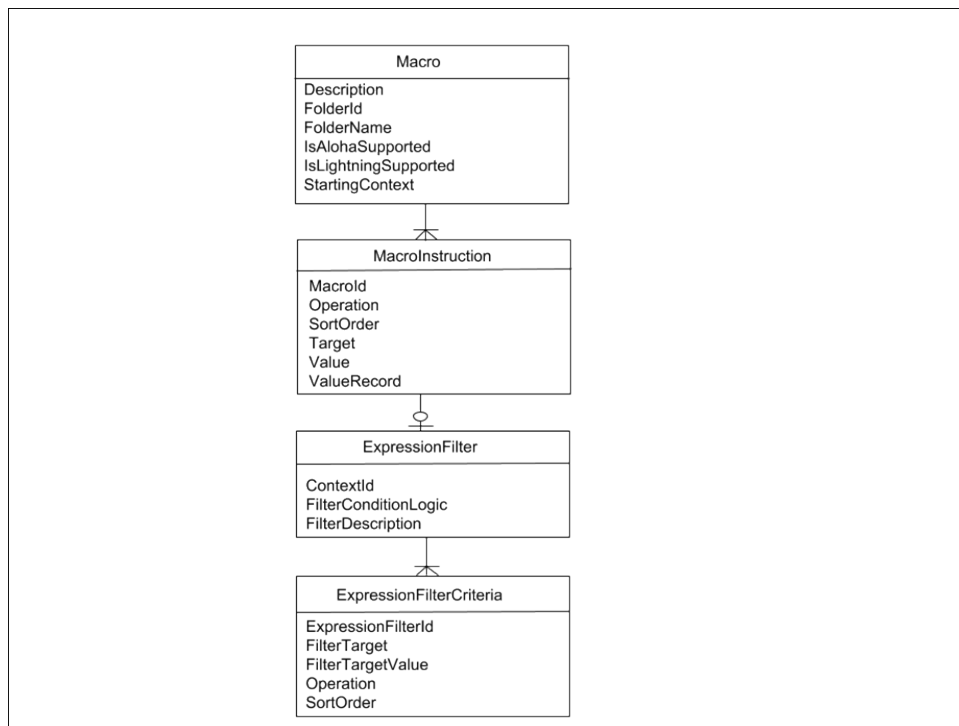 Macro
Description
FolderId
FolderName
IsAlohaSupported
IsLightningSupported
StartingContext
MacroInstruction
MacroId
Operation
SortOrder
Target
Value
ValueRecord
ExpressionFilter
ContextId
FilterConditionLogic
FilterDescription
ExpressionFilterCriteria
ExpressionFilterId
FilterTarget
FilterTargetValue
Operation
SortOrder